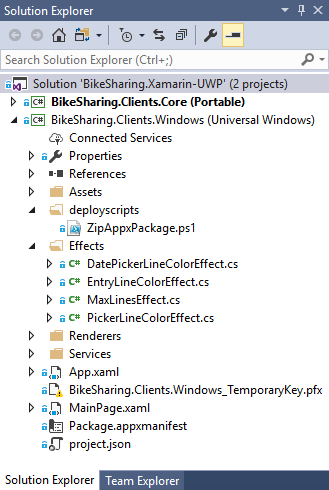 Solution Explorer
Search Solution Explorer (Ctrl+;)
Solution 'BikeSharing.Xamarin-UWP' (2 projects)
C# BikeSharing.Clients.Core (Portable)
C# BikeSharing.Clients.Windows (Universal Windows)
Connected Services
Properties
References
Assets
deployscripts
ZipAppxPackage.ps1
Effects
C# DatePickerLineColorEffect.cs
C# EntryLineColorEffect.cs
C# MaxLinesEffect.cs
C# PickerLineColorEffect.cs
Renderers
Services
App.xaml
BikeSharing.Clients.Windows_TemporaryKey.pfx
MainPage.xaml
Package.appxmanifest
project.json
Solution Explorer Team Explorer